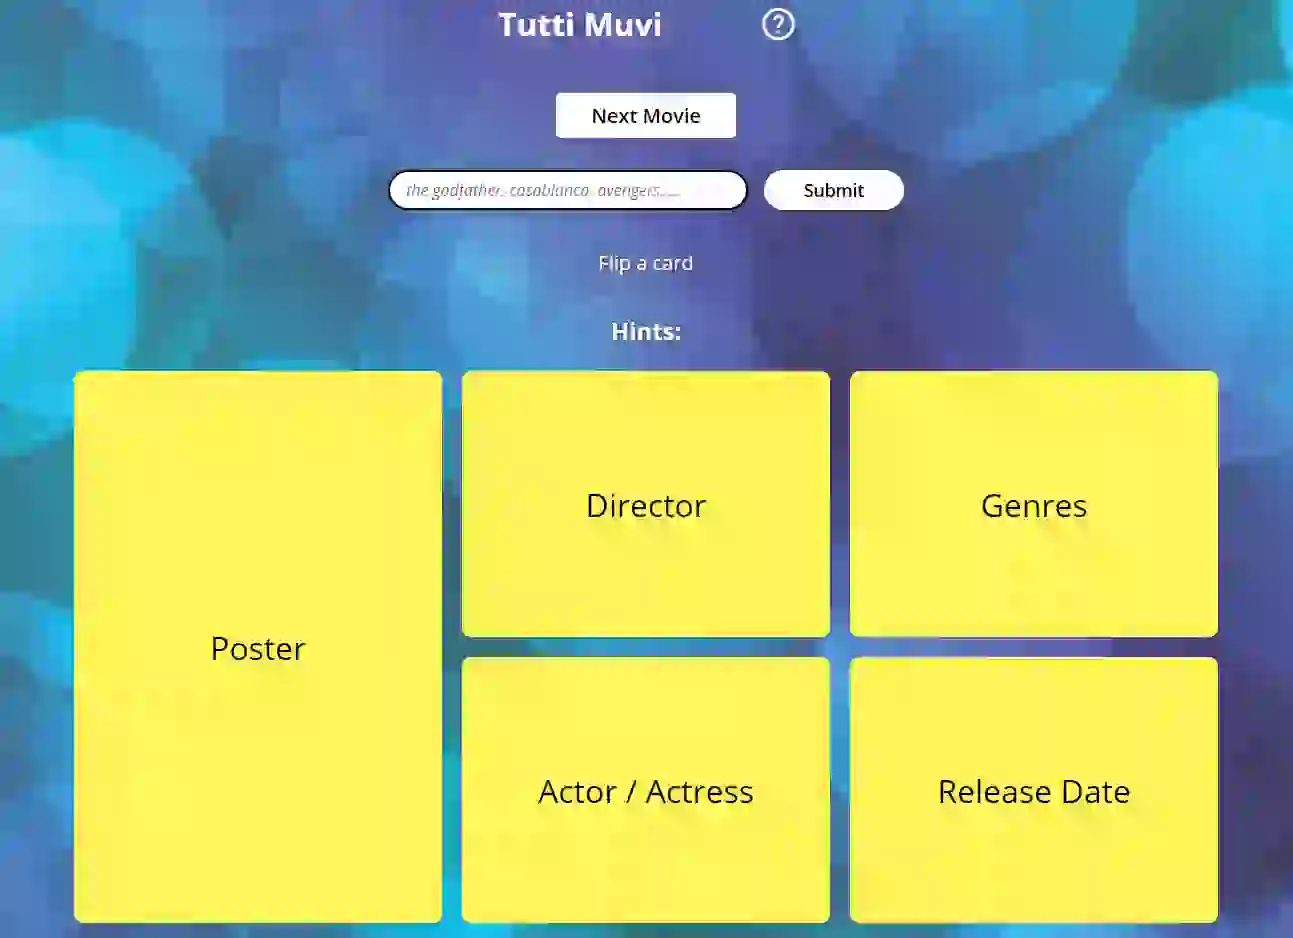 Tutti Muvi ?
Next Movie
the godfather, casablanca, avengers.....
Submit
Flip a card
Hints:
Director
Genres
Poster
Actor / Actress
Release Date